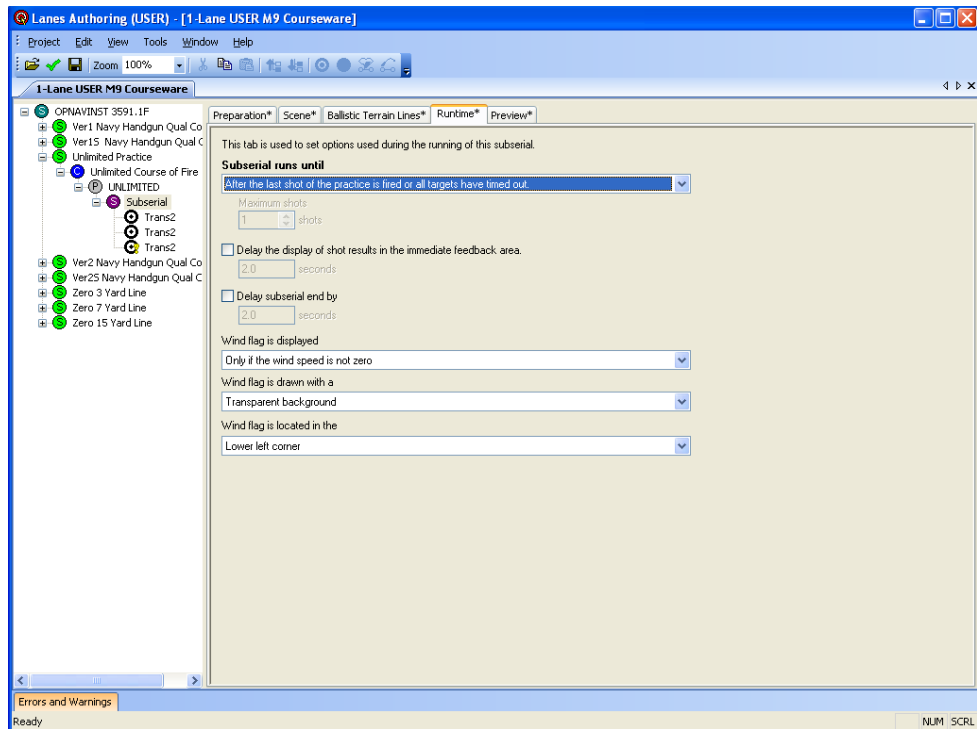 Lanes Authoring (USER) - [1-Lane USER M9 Courseware]
Project Edit View Tools Window Help
Zoom 100%
1-Lane USER M9 Courseware
OPNAVINST 3591.1F
Ver1 Navy Handgun Qual Co
Ver1S Navy Handgun Qual C
Unlimited Practice
Unlimited Course of Fire
UNLIMITED
Subserial
Trans2
Trans2
Trans2
Ver2 Navy Handgun Qual Co
Ver2S Navy Handgun Qual C
Zero 3 Yard Line
Zero 7 Yard Line
Zero 15 Yard Line
Preparation* Scene* Ballistic Terrain Lines* Runtime* Preview*
This tab is used to set options used during the running of this subserial.
Subserial runs until
After the last shot of the practice is fired or all targets have timed out.
Maximum shots
1 shots
Delay the display of shot results in the immediate feedback area.
2.0 seconds
Delay subserial end by
2.0 seconds
Wind flag is displayed
Only if the wind speed is not zero
Wind flag is drawn with a
Transparent background
Wind flag is located in the
Lower left corner
Errors and Warnings
Ready NUM SCRL